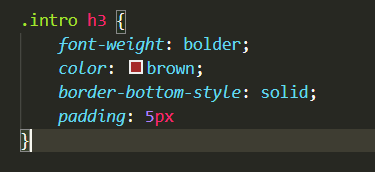 .intro h3 {
font-weight: bolder;
color: brown;
border-bottom-style: solid;
padding: 5px
}